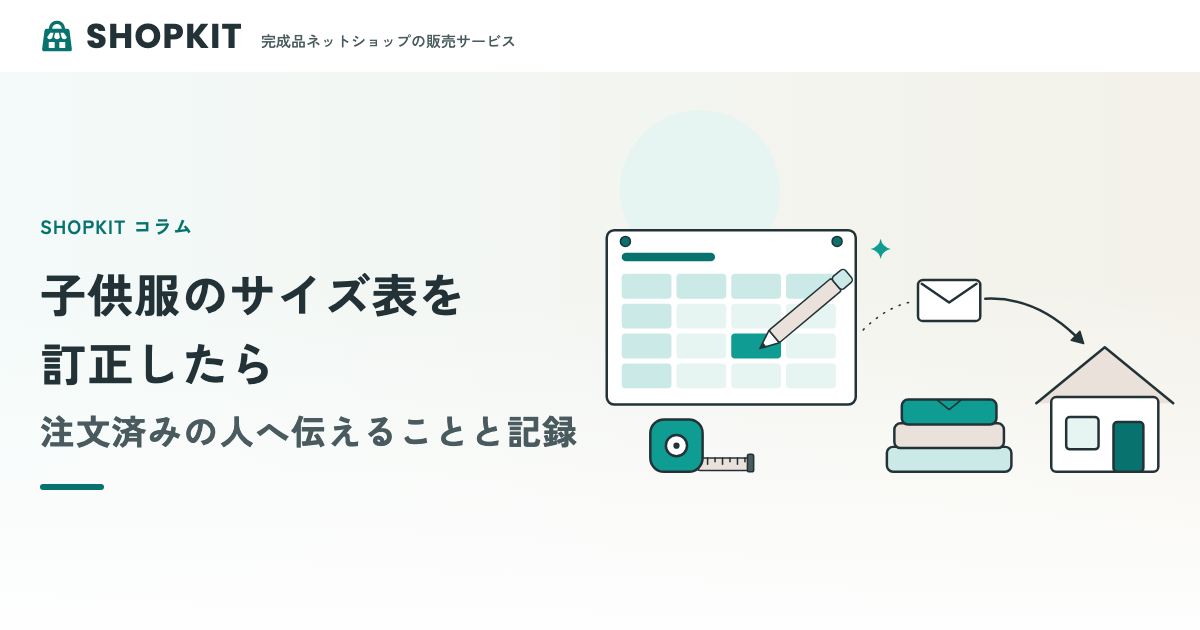 SHOPKIT 完成品ネットショップの販売サービス
SHOPKIT コラム
子供服のサイズ表を
訂正したら
注文済みの人へ伝えることと記録